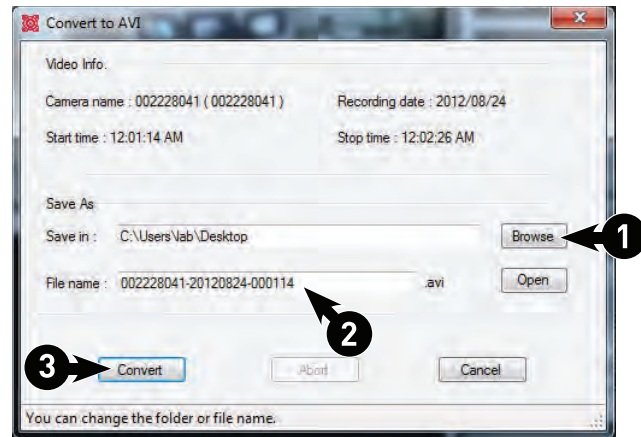 Convert to AVI
Video Info.
Camera name : 002228041 ( 002228041 ) Recording date : 2012/08/24
Start time : 12:01:14 AM Stop time : 12:02:26 AM
Save As
Save in : C:\Users\lab\Desktop Browse 1
File name : 002228041-20120824-000114 .avi Open
2
3 Convert Abort Cancel
You can change the folder or file name.